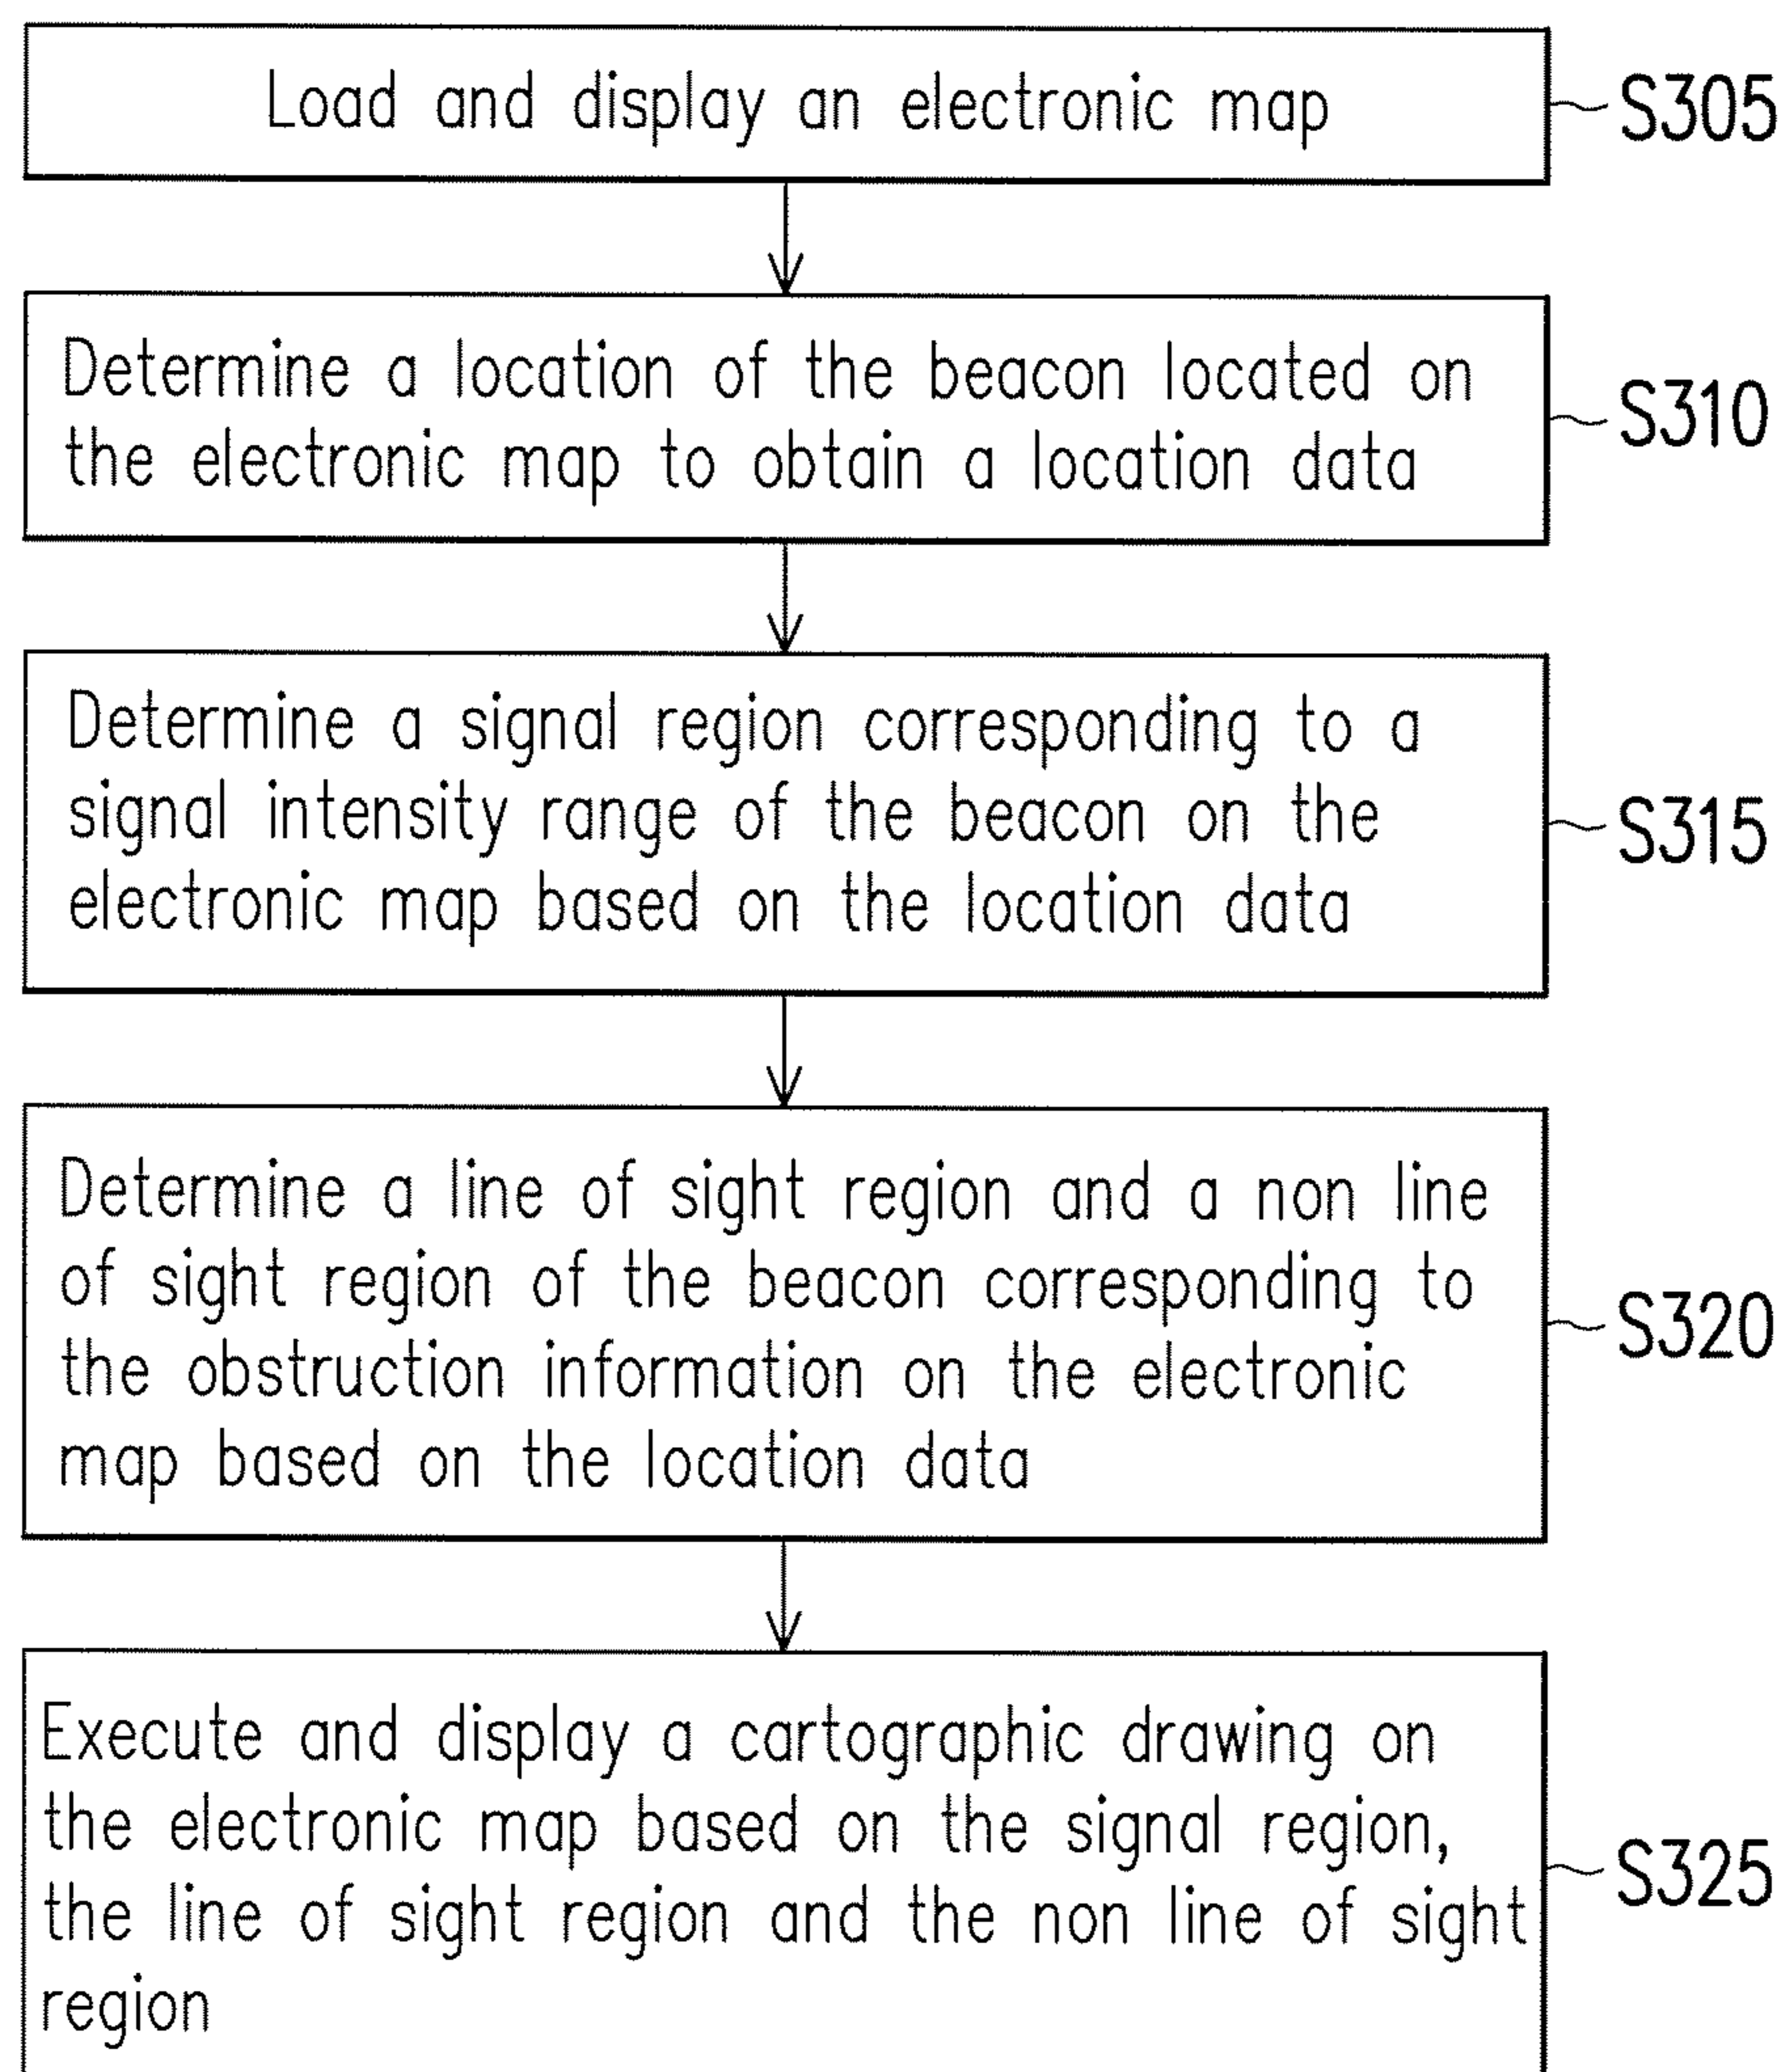 Load and display an electronic map
S305
Determine a location of the beacon located on
the electronic map to obtain a location data
S310
Determine a signal region corresponding to a
signal intensity range of the beacon on the
electronic map based on the location data
S315
Determine a line of sight region and a non line
of sight region of the beacon corresponding to
the obstruction information on the electronic
map based on the location data
S320
Execute and display a cartographic drawing on
the electronic map based on the signal region,
the line of sight region and the non line of sight
region
S325